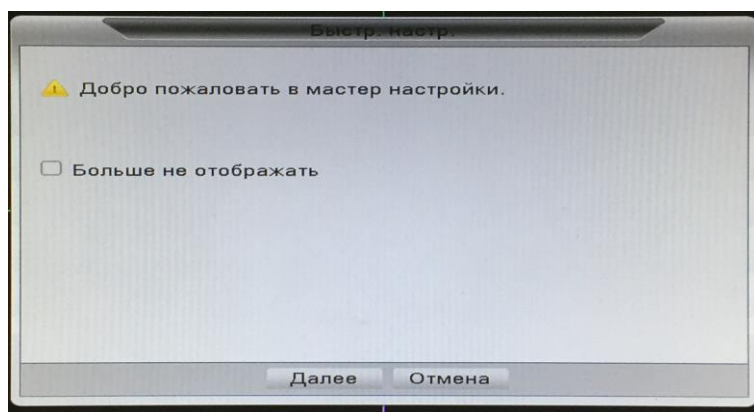 Быстр. настр.
Добро пожаловать в мастер настройки.
Больше не отображать
Далее
Отмена